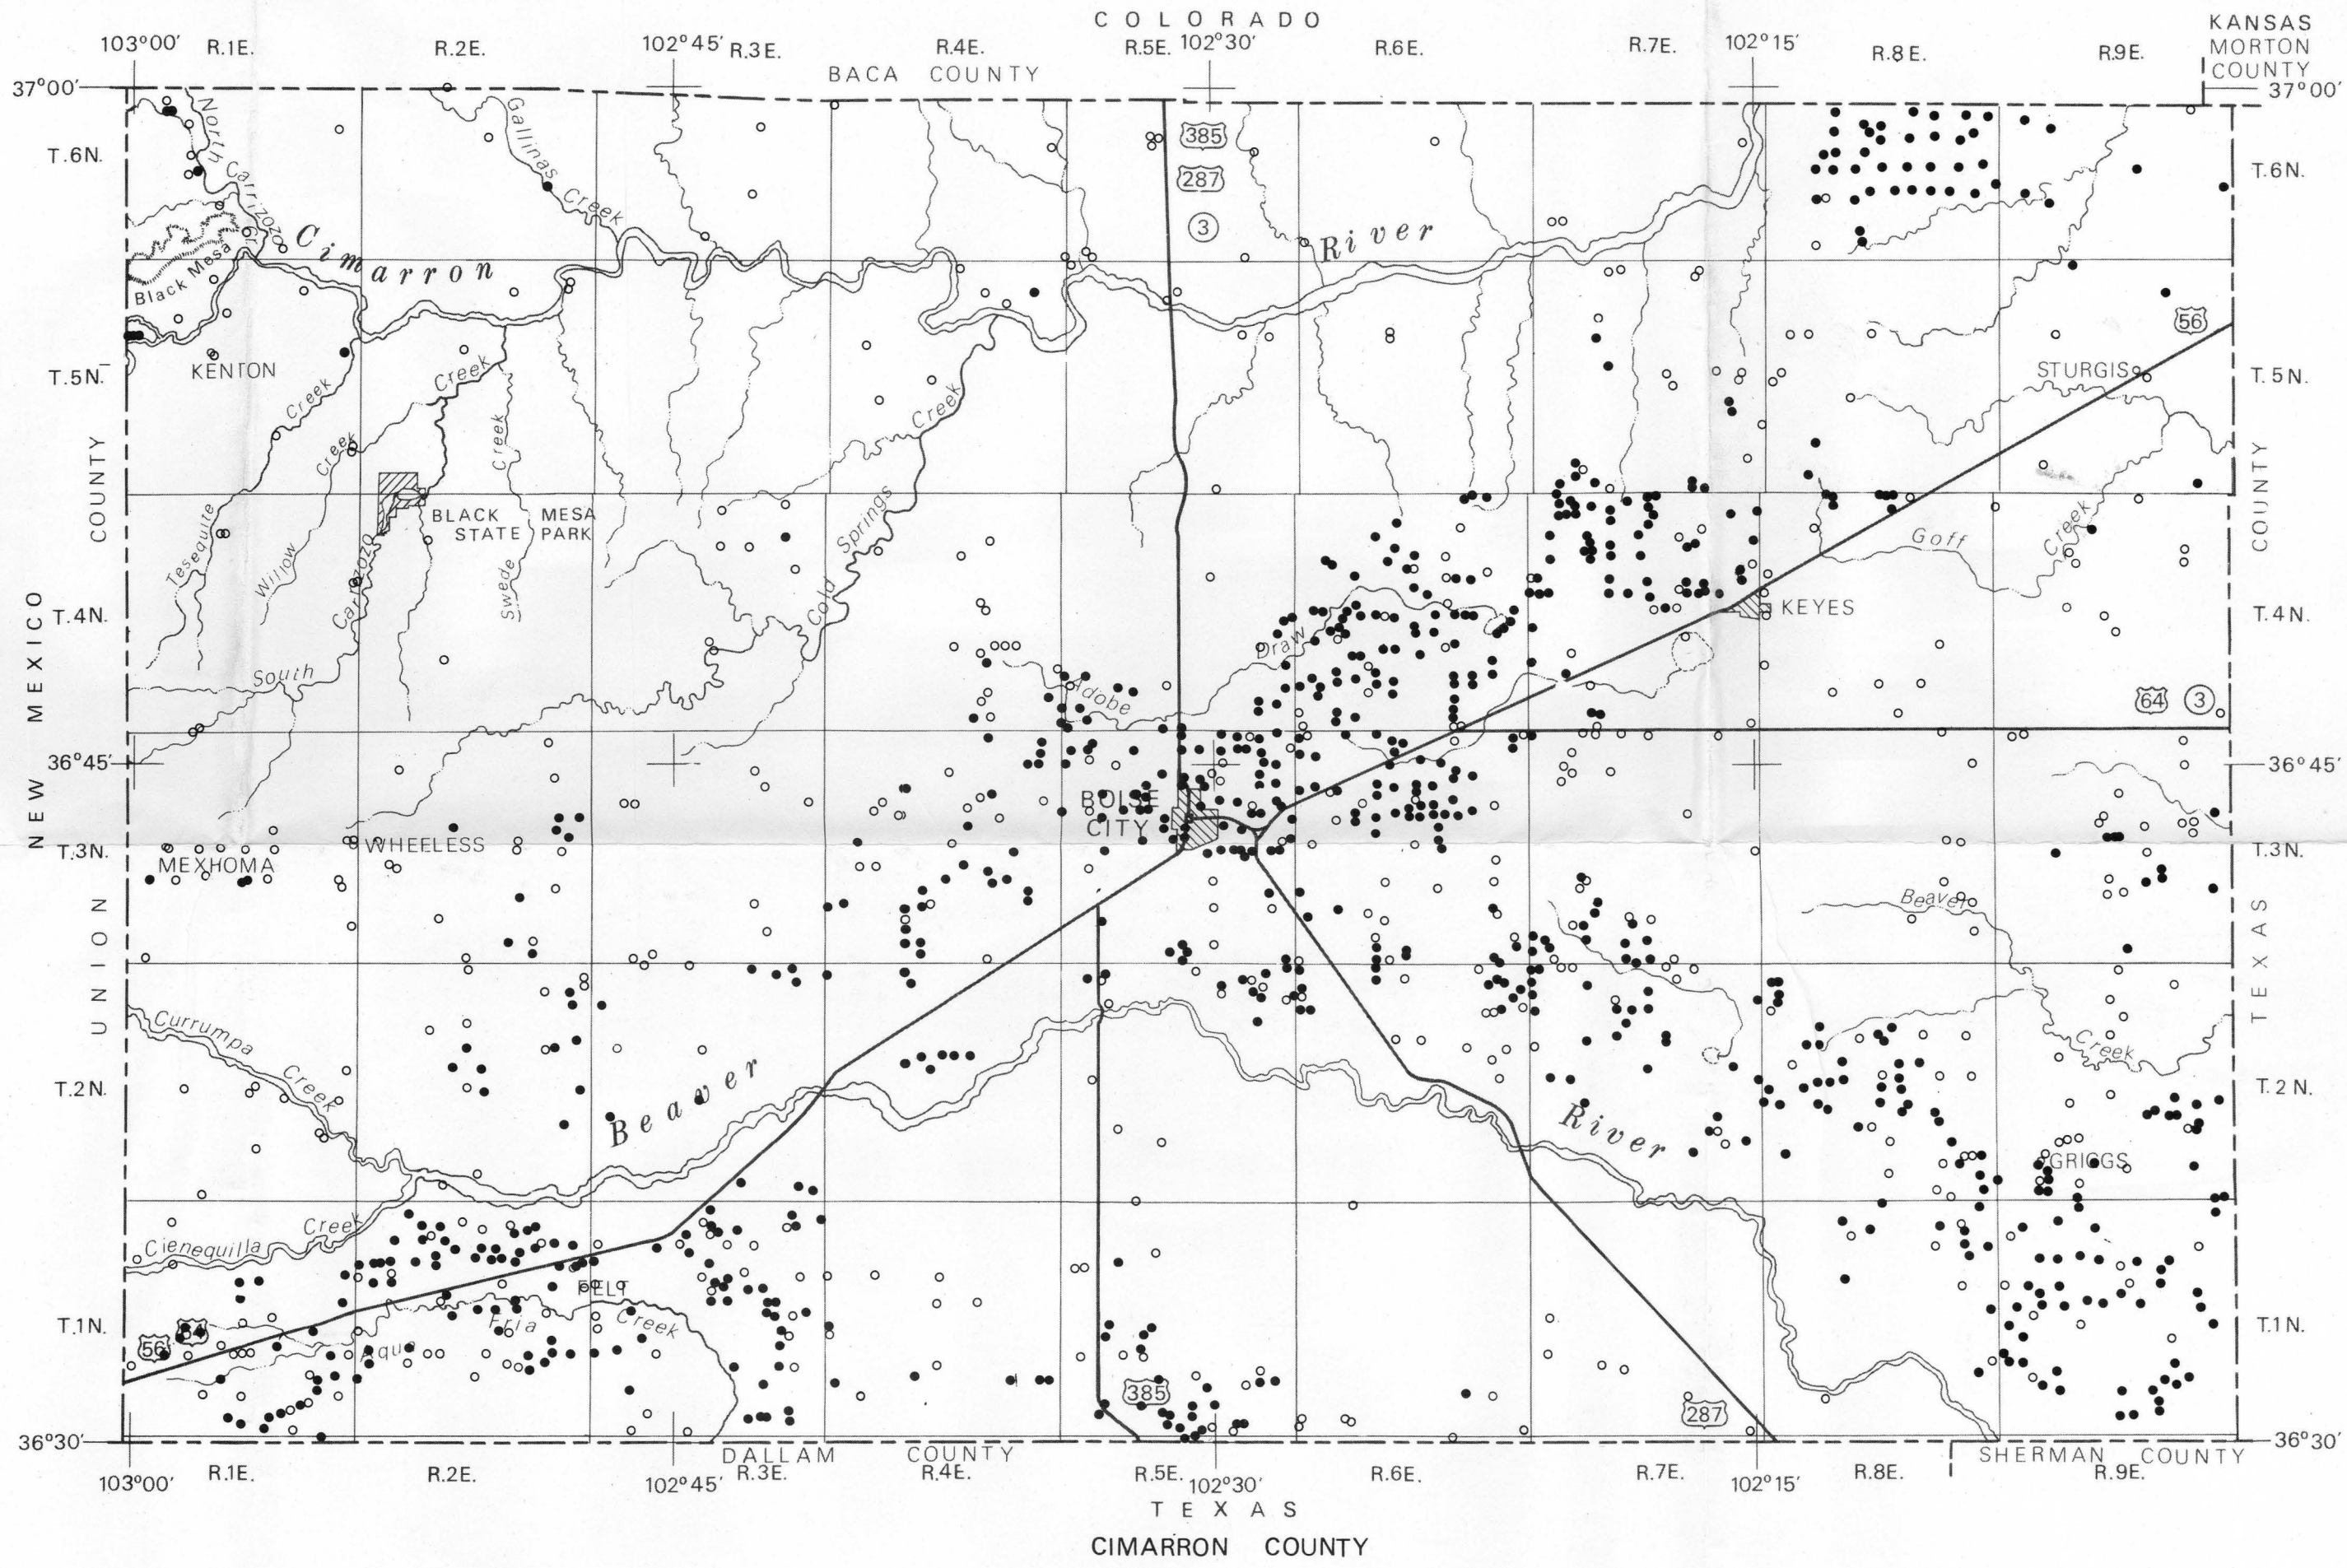 COLORADO
KANSAS
103°00′ R.1E. R.2E. 102°45′ R.3E. R.4E. R.5E. 102°30′ R.6E. R.7E. 102°15′ R.8E. R.9E.
MORTON
BACA COUNTY
COUNTY
37°00′
37°00′
North Carrizozo Cr.
Gallinas Creek
385
287
3
T.6N.
T.6N.
Cimarron
River
Black Mesa
56
KENTON
STURGIS
T.5N.
T.5N.
Creek
Creek
Creek
Creek
Creek
COUNTY
COUNTY
BLACK MESA
STATE PARK
Tesequite
Willow
Carrizozo
Swede
Springs
Cold
Goff
Creek
T.4N.
T.4N.
KEYES
Draw
Adobe
South
64
3
NEW MEXICO
36°45′
36°45′
BOISE
CITY
WHEELESS
MEXHOMA
T.3N.
T.3N.
UNION
TEXAS
Beaver
Creek
Currumpa
Creek
T.2N.
T.2N.
Beaver
River
GRIGGS
Creek
Cienequilla
FELT
Fria
Creek
Aqua
T.1N.
T.1N.
56
64
385
287
36°30′
36°30′
DALLAM COUNTY
SHERMAN COUNTY
103°00′ R.1E. R.2E. 102°45′ R.3E. R.4E. R.5E. 102°30′ R.6E. R.7E. 102°15′ R.8E. R.9E.
TEXAS
CIMARRON COUNTY